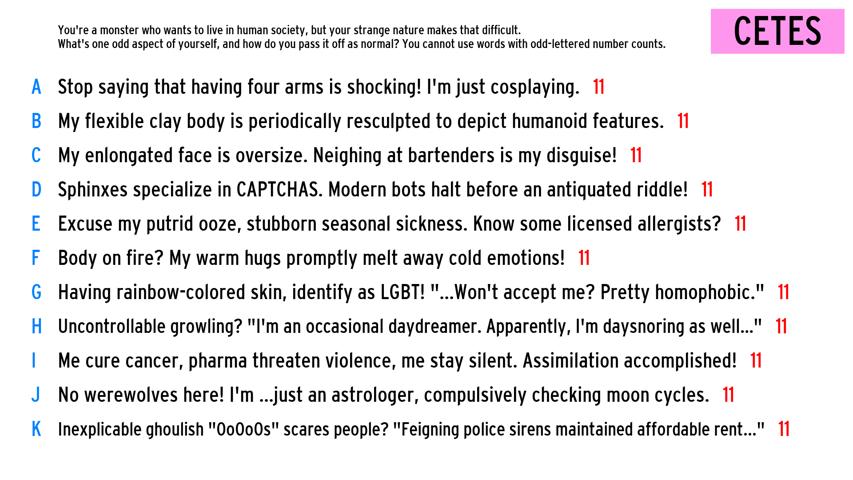 You're a monster who wants to live in human society, but your strange nature makes that difficult.
What's one odd aspect of yourself, and how do you pass it off as normal? You cannot use words with odd-lettered number counts.
CETES
A Stop saying that having four arms is shocking! I'm just cosplaying. 11
B My flexible clay body is periodically resculpted to depict humanoid features. 11
C My enlongated face is oversize. Neighing at bartenders is my disguise! 11
D Sphinxes specialize in CAPTCHAS. Modern bots halt before an antiquated riddle! 11
E Excuse my putrid ooze, stubborn seasonal sickness. Know some licensed allergists? 11
F Body on fire? My warm hugs promptly melt away cold emotions! 11
G Having rainbow-colored skin, identify as LGBT! "...Won't accept me? Pretty homophobic." 11
H Uncontrollable growling? "I'm an occasional daydreamer. Apparently, I'm daysnoring as well..." 11
I Me cure cancer, pharma threaten violence, me stay silent. Assimilation accomplished! 11
J No werewolves here! I'm ...just an astrologer, compulsively checking moon cycles. 11
K Inexplicable ghoulish "OoOoOs" scares people? "Feigning police sirens maintained affordable rent..." 11